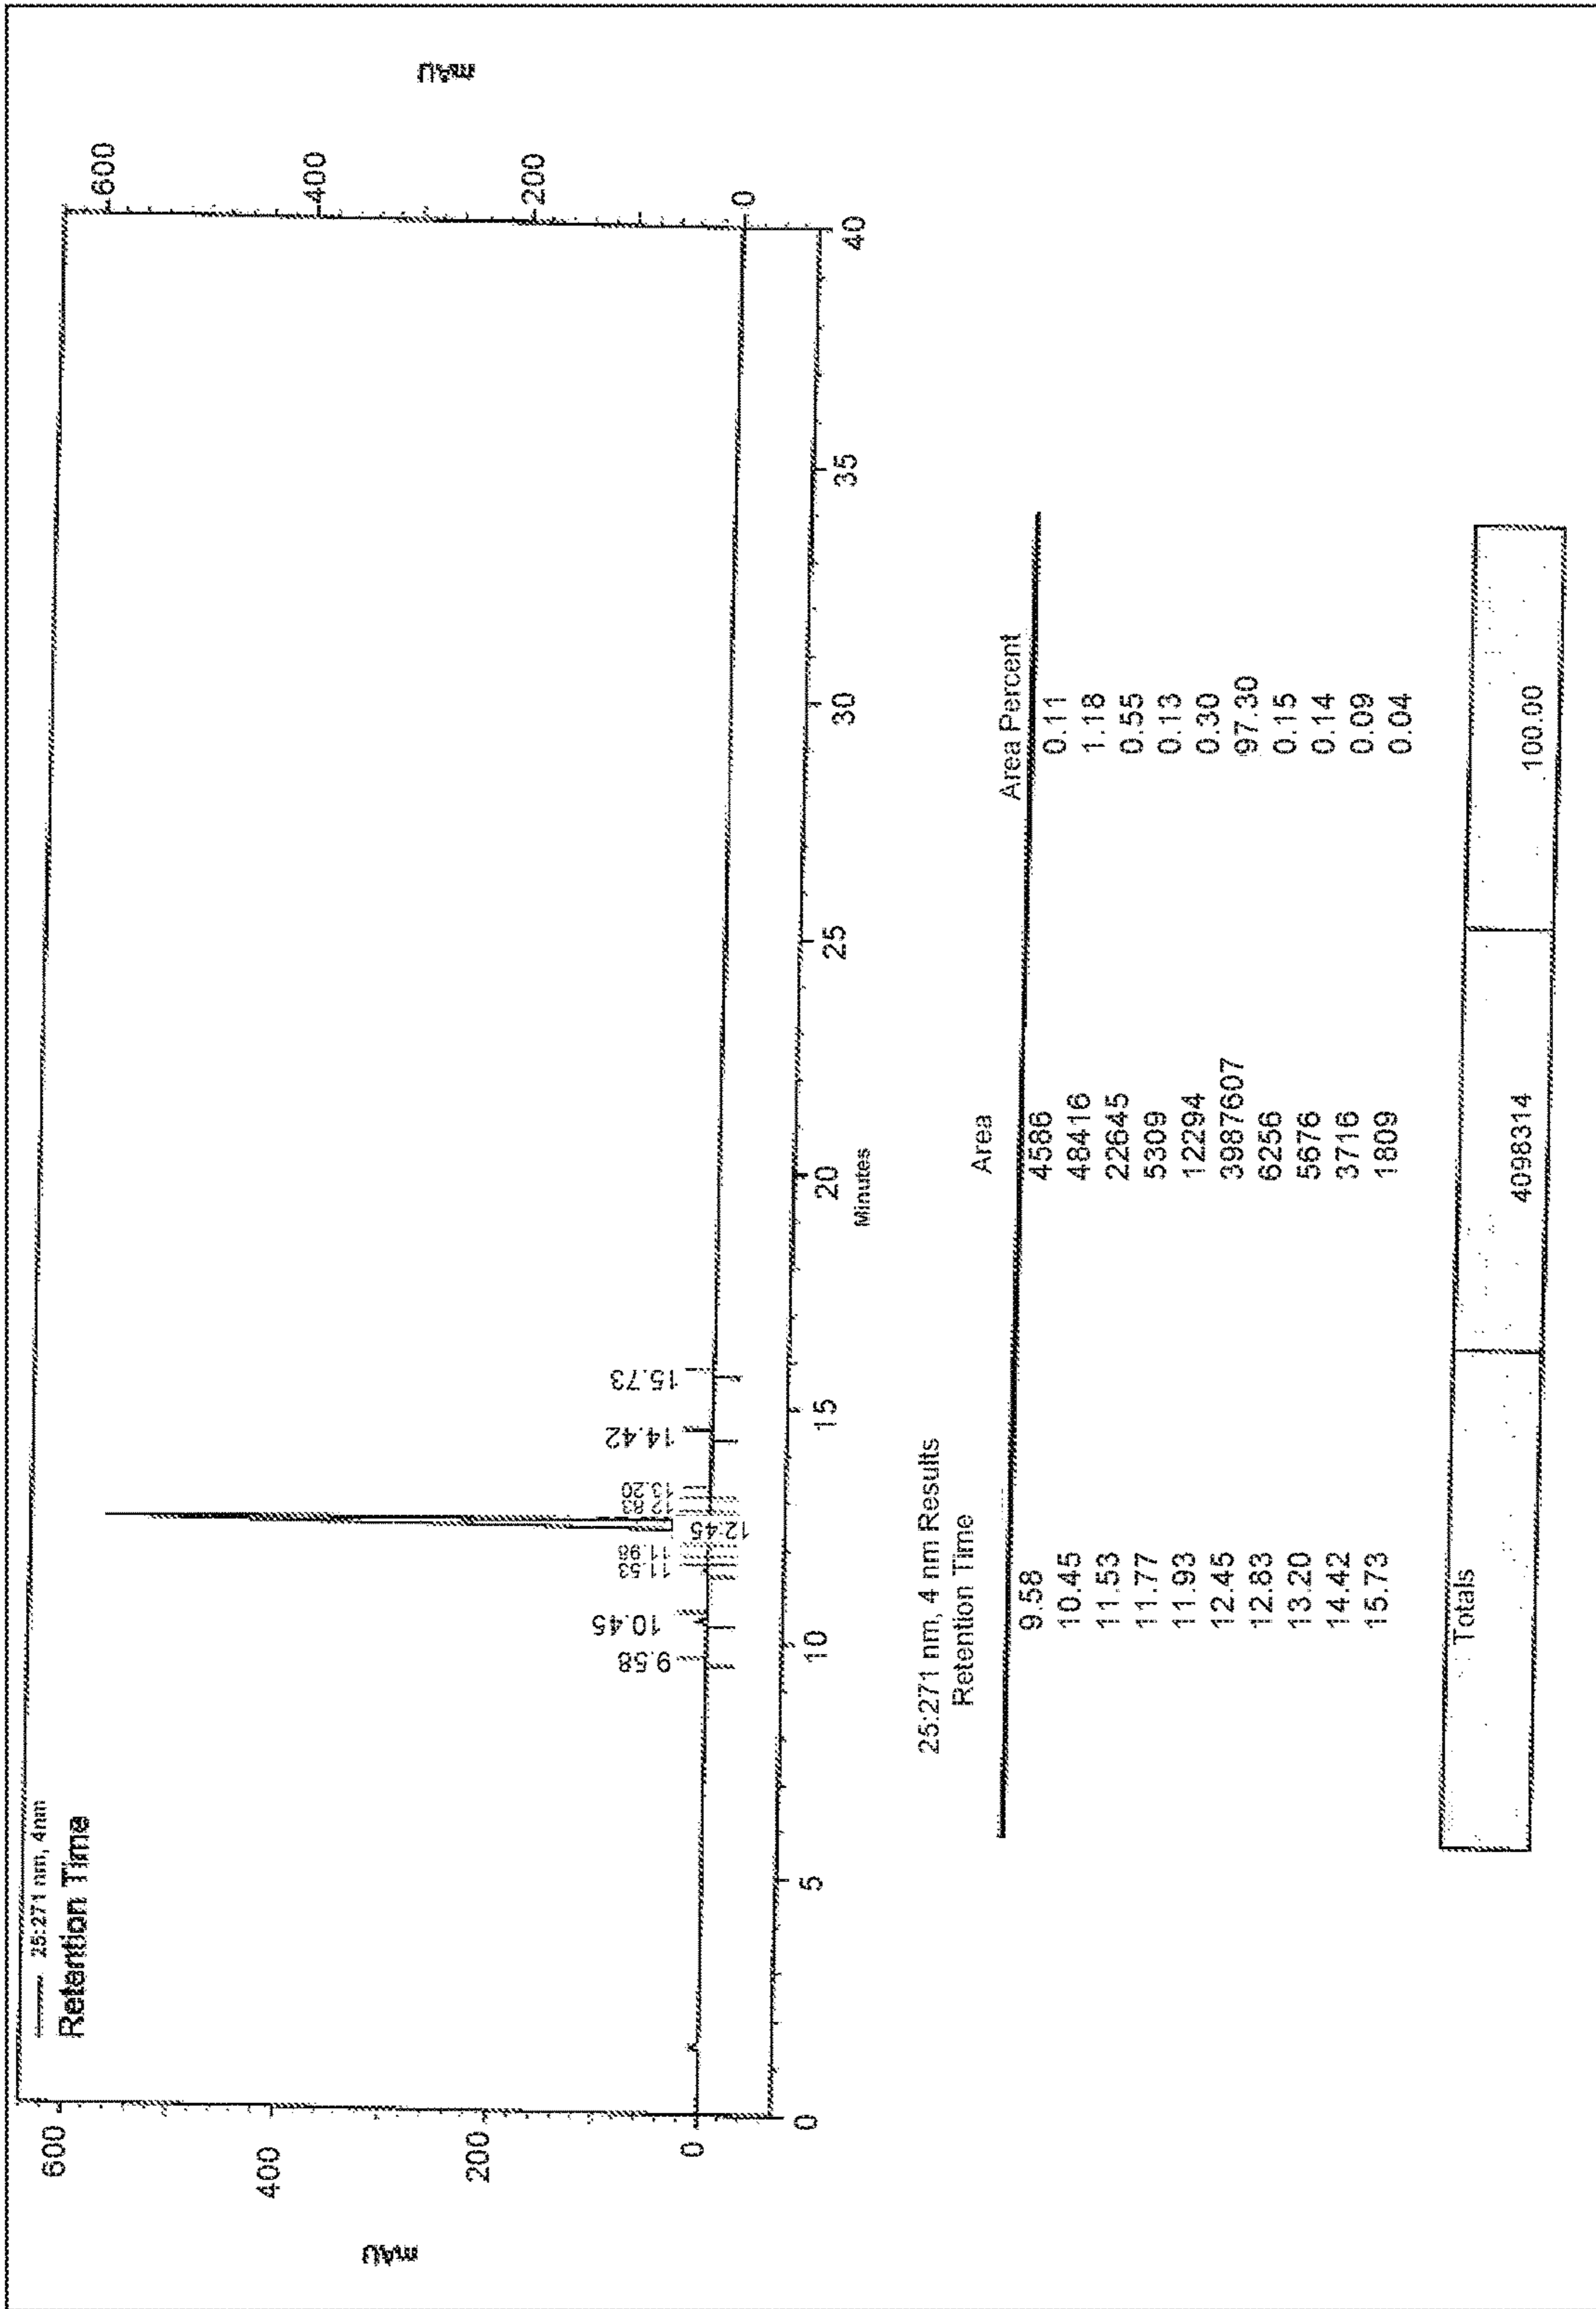 25:271 nm, 4nm
Retention Time
mAU
600
400
200
0
mAU
600
400
200
0
9.58
10.45
11.53
11.98
12.45
12.83
13.20
14.42
15.73
0 5 10 15 20 25 30 35 40
Minutes
25:271 nm, 4 nm Results
Retention Time Area Area Percent
9.58 4586 0.11
10.45 48416 1.18
11.53 22645 0.55
11.77 5309 0.13
11.93 12294 0.30
12.45 3987607 97.30
12.83 6256 0.15
13.20 5676 0.14
14.42 3716 0.09
15.73 1809 0.04
Totals 4098314 100.00